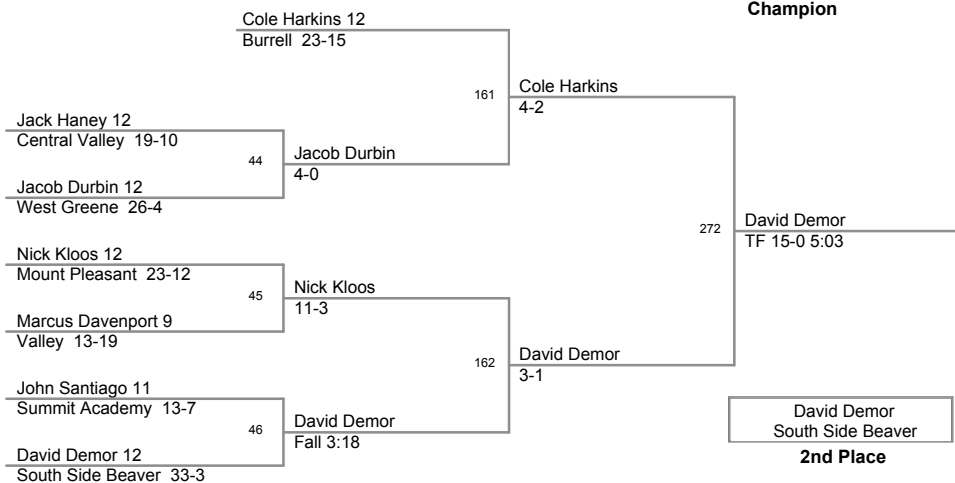 Champion
Cole Harkins 12
Burrell 23-15
161
Cole Harkins
4-2
Jack Haney 12
Central Valley 19-10
44
Jacob Durbin
4-0
Jacob Durbin 12
West Greene 26-4
272
David Demor
TF 15-0 5:03
Nick Kloos 12
Mount Pleasant 23-12
45
Nick Kloos
11-3
Marcus Davenport 9
Valley 13-19
162
David Demor
3-1
John Santiago 11
Summit Academy 13-7
46
David Demor
Fall 3:18
David Demor 12
South Side Beaver 33-3
David Demor
South Side Beaver
2nd Place